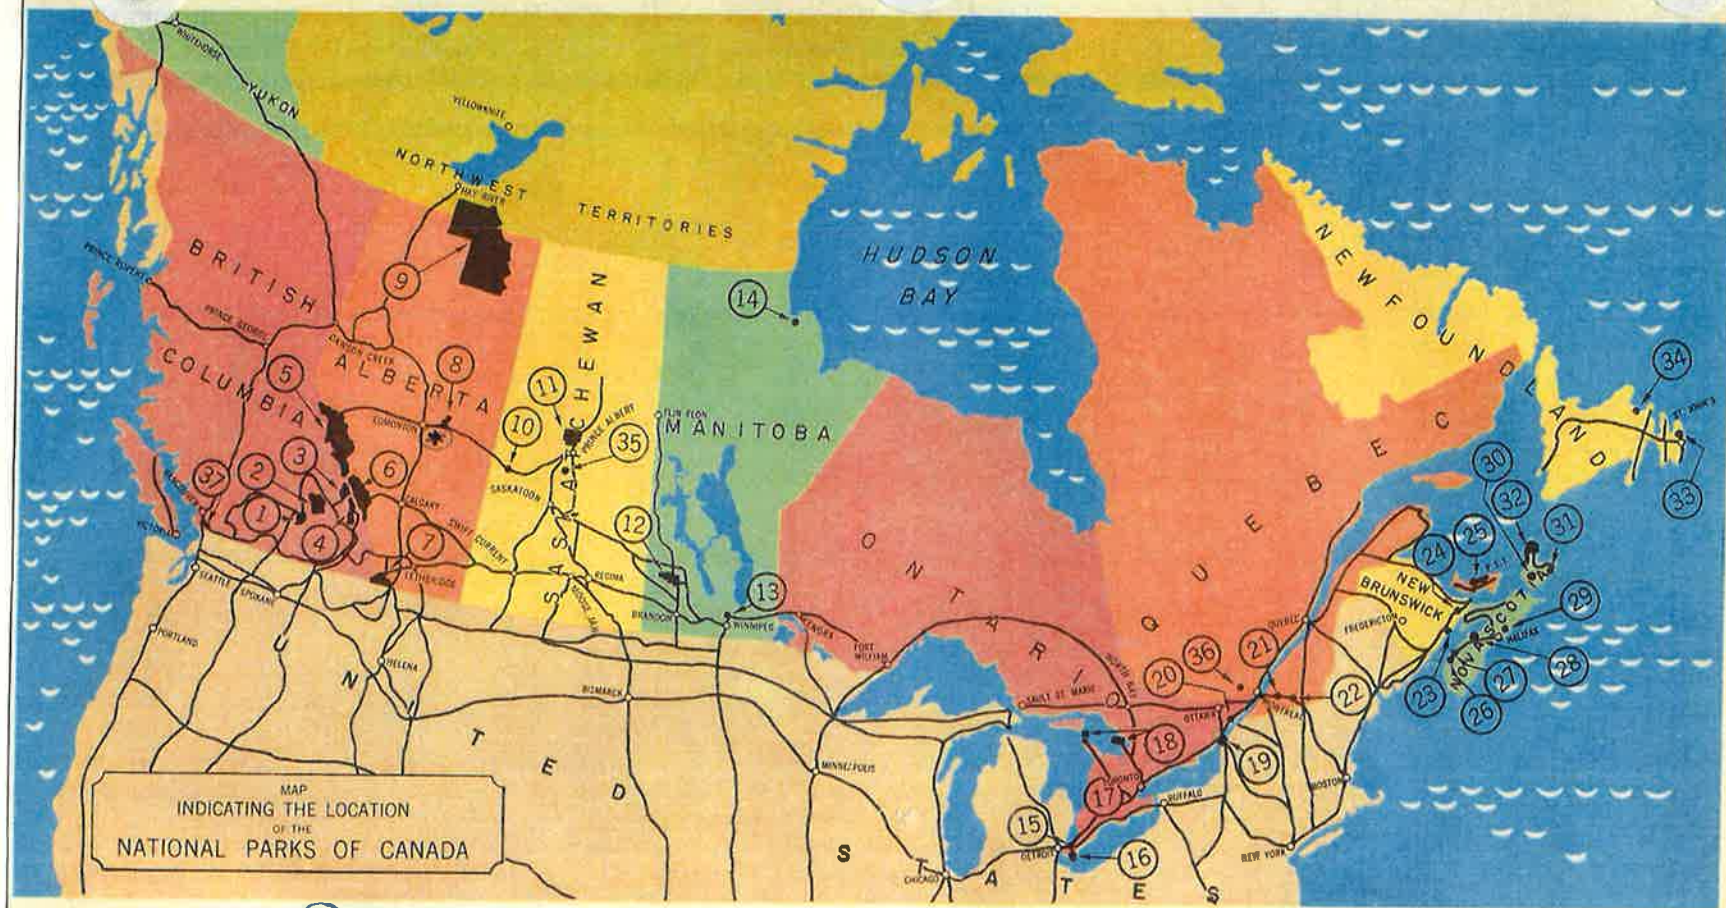 WHITEHORSE
YUKON
YELLOWKNIFE
NORTHWEST
TERRITORIES
HAY RIVER
HUDSON
BAY
BRITISH
COLUMBIA
PRINCE RUPERT
PRINCE GEORGE
DAWSON CREEK
ALBERTA
SASKATCHEWAN
MANITOBA
ONTARIO
QUEBEC
NEWFOUNDLAND
9
14
5
8
11
10
35
3
2
37
1
6
4
7
12
13
34
30
32
33
31
25
24
29
28
27
26
23
22
21
36
20
18
19
17
15
16
EDMONTON
PRINCE ALBERT
FLIN FLON
SASKATOON
CALGARY
SWIFT CURRENT
VANCOUVER
VICTORIA
LETHBRIDGE
REGINA
MOOSE JAW
BRANDON
WINNIPEG
KENORA
FORT
WILLIAM
ST. JOHN'S
P.E.I.
NEW
BRUNSWICK
FREDERICTON
NOVA SCOTIA
HALIFAX
QUEBEC
MONTREAL
OTTAWA
NORTH BAY
SAULT ST. MARIE
TORONTO
SEATTLE
SPOKANE
PORTLAND
HELENA
BISMARCK
MINNEAPOLIS
CHICAGO
DETROIT
BUFFALO
BOSTON
NEW YORK
UNITED STATES
MAP
INDICATING THE LOCATION
OF THE
NATIONAL PARKS OF CANADA